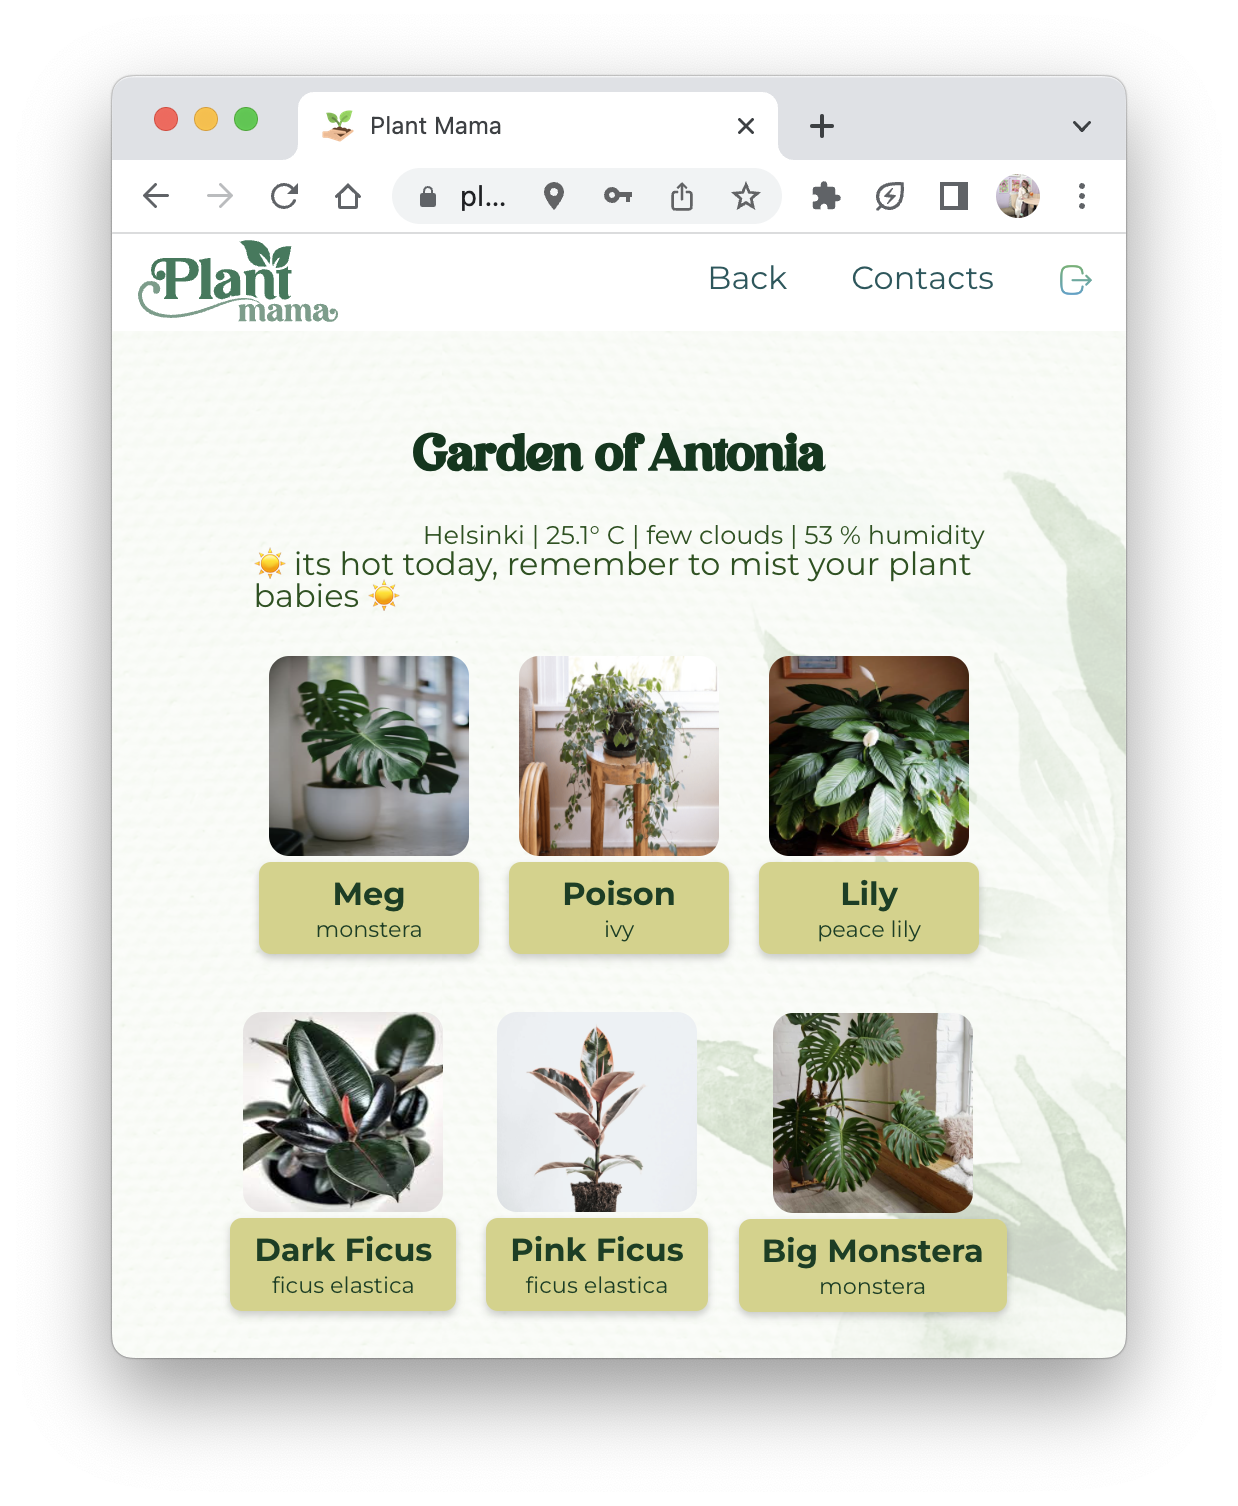 Plant Mama
pl...
Plant
mama
Back Contacts
Garden of Antonia
Helsinki | 25.1° C | few clouds | 53 % humidity
☀️ its hot today, remember to mist your plant
babies ☀️
Meg Poison Lily
monstera ivy peace lily
Dark Ficus Pink Ficus Big Monstera
ficus elastica ficus elastica monstera